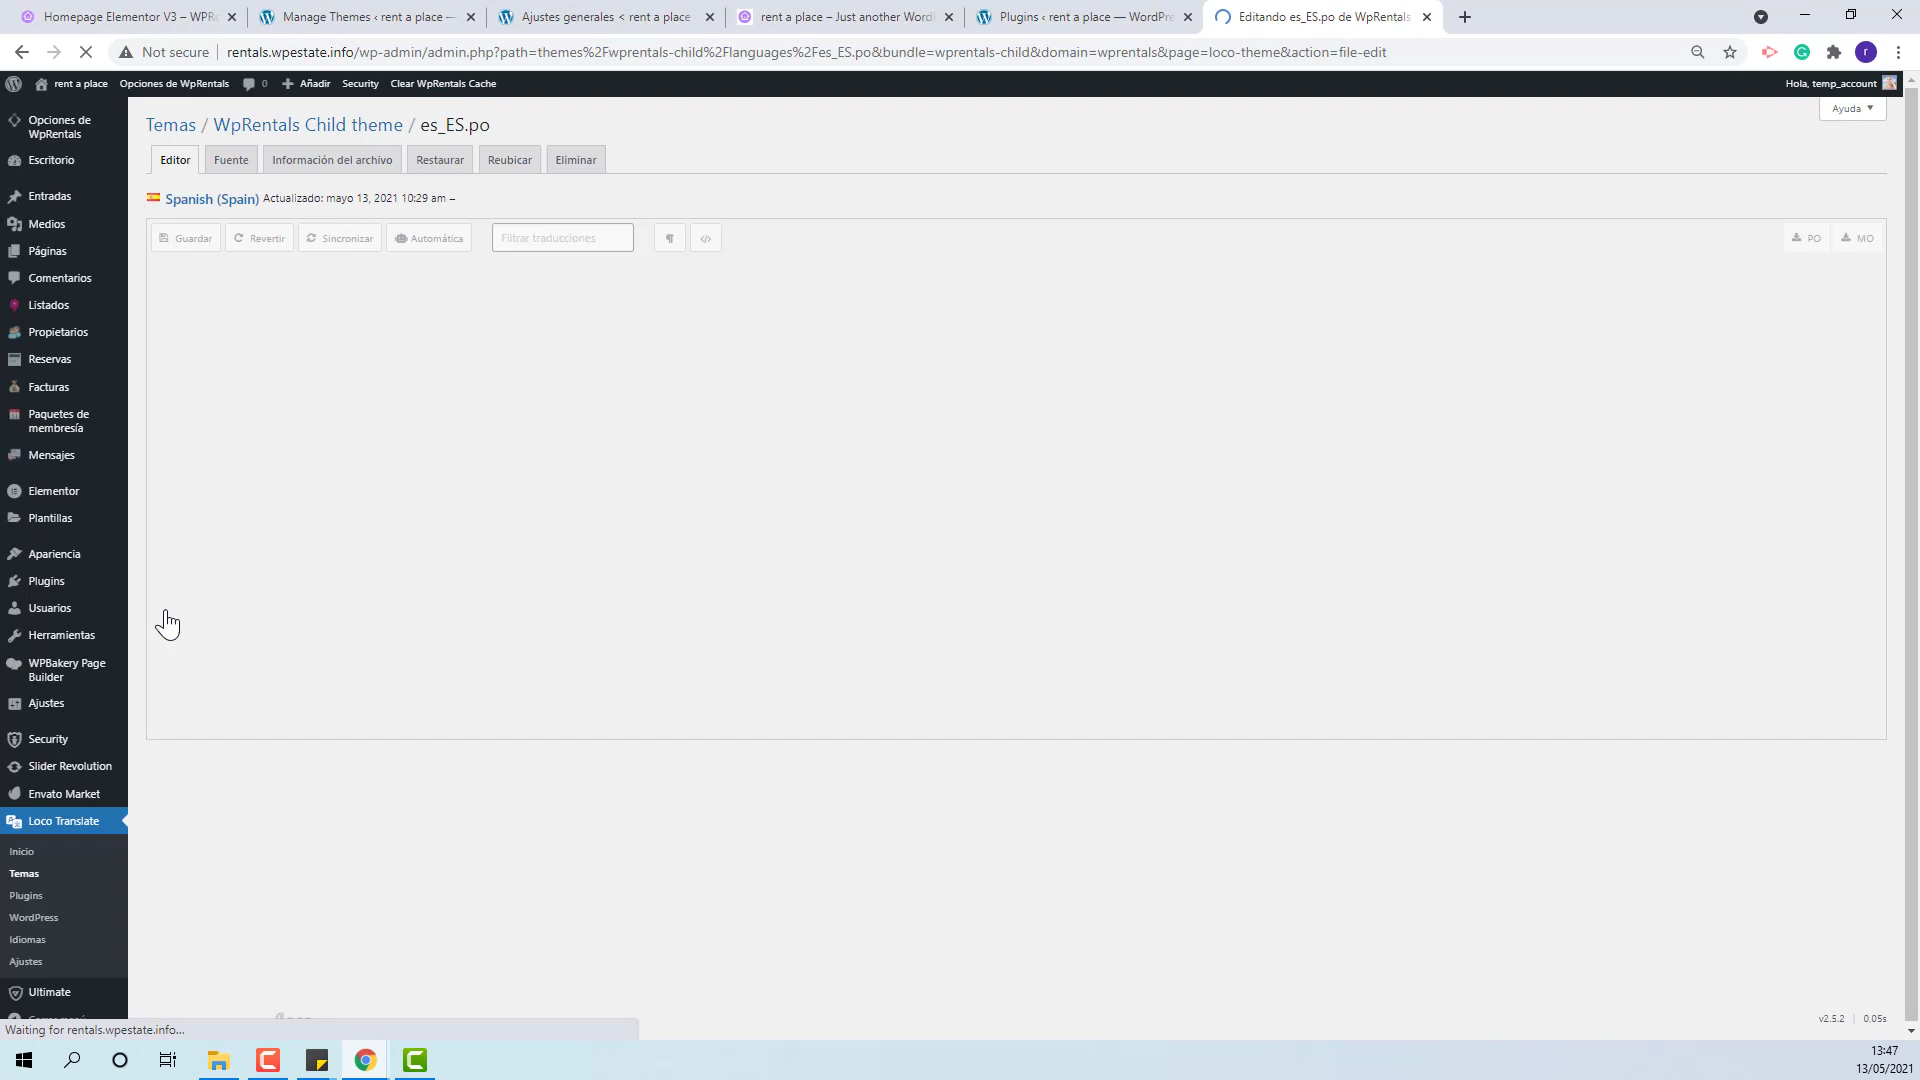 Homepage Elementor V3 – WPRe
Manage Themes ‹ rent a place —
Ajustes generales < rent a place
rent a place – Just another Word
Plugins ‹ rent a place — WordPre
Editando es_ES.po de WpRentals
Not secure
rentals.wpestate.info/wp-admin/admin.php?path=themes%2Fwprentals-child%2Flanguages%2Fes_ES.po&bundle=wprentals-child&domain=wprentals&page=loco-theme&action=file-edit
r
rent a place
Opciones de WpRentals
0
Añadir
Security
Clear WpRentals Cache
Hola, temp_account
Ayuda
Opciones de
WpRentals
Escritorio
Entradas
Medios
Páginas
Comentarios
Listados
Propietarios
Reservas
Facturas
Paquetes de
membresía
Mensajes
Elementor
Plantillas
Apariencia
Plugins
Usuarios
Herramientas
WPBakery Page
Builder
Ajustes
Security
Slider Revolution
Envato Market
Loco Translate
Inicio
Temas
Plugins
WordPress
Idiomas
Ajustes
Ultimate
Temas / WpRentals Child theme / es_ES.po
Editor
Fuente
Información del archivo
Restaurar
Reubicar
Eliminar
Spanish (Spain) Actualizado: mayo 13, 2021 10:29 am –
Guardar
Revertir
Sincronizar
Automática
Filtrar traducciones
¶
</>
PO
MO
v2.5.2
0,05s
Waiting for rentals.wpestate.info...
13:47
13/05/2021